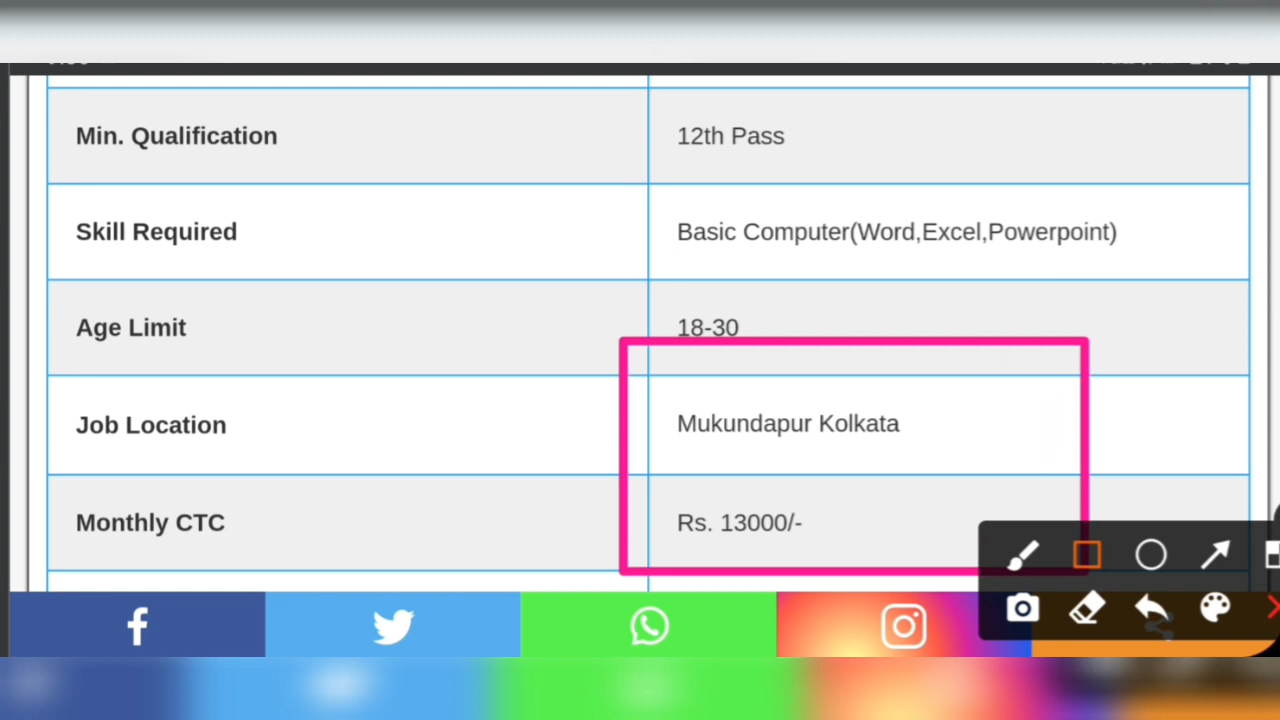 Min. Qualification 12th Pass
Skill Required Basic Computer(Word,Excel,Powerpoint)
Age Limit 18-30
Job Location Mukundapur Kolkata
Monthly CTC Rs. 13000/-